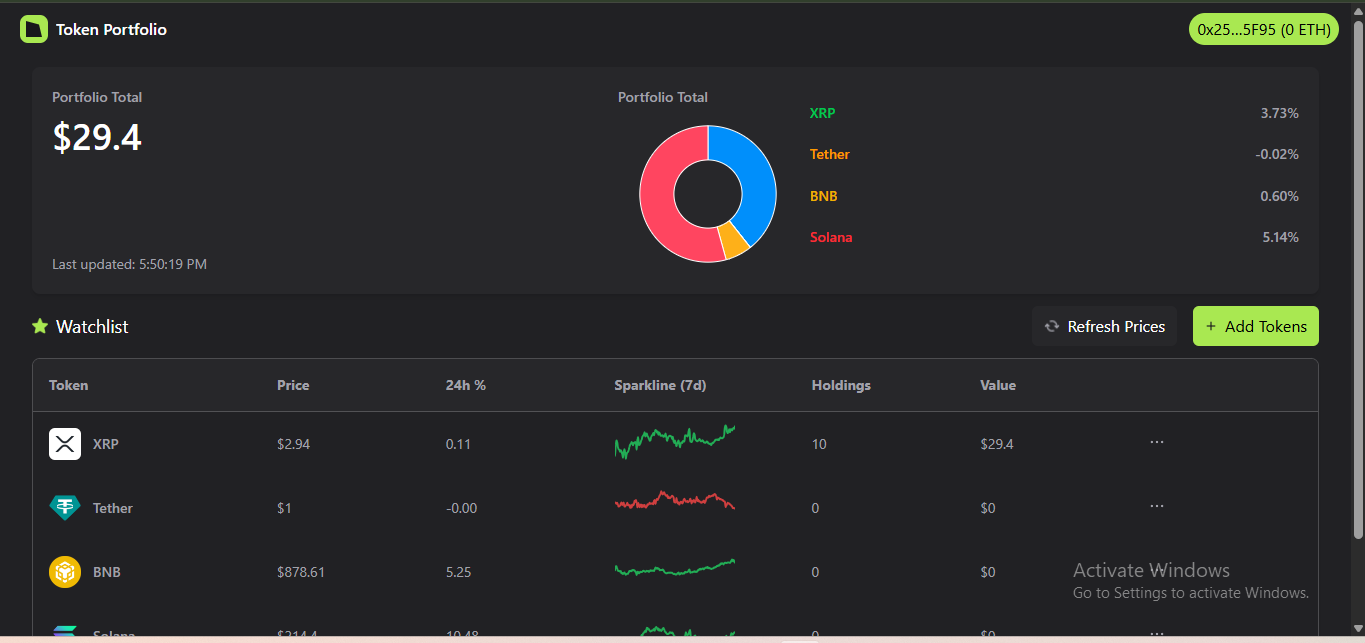 Token Portfolio
0x25...5F95 (0 ETH)
Portfolio Total
$29.4
Last updated: 5:50:19 PM
Portfolio Total
XRP 3.73%
Tether -0.02%
BNB 0.60%
Solana 5.14%
Watchlist
Refresh Prices
+ Add Tokens
Token Price 24h % Sparkline (7d) Holdings Value
XRP $2.94 0.11 10 $29.4 ...
Tether $1 -0.00 0 $0 ...
BNB $878.61 5.25 0 $0 ...
Activate Windows
Go to Settings to activate Windows.
Solana $214.4 10.48 0 $0 ...